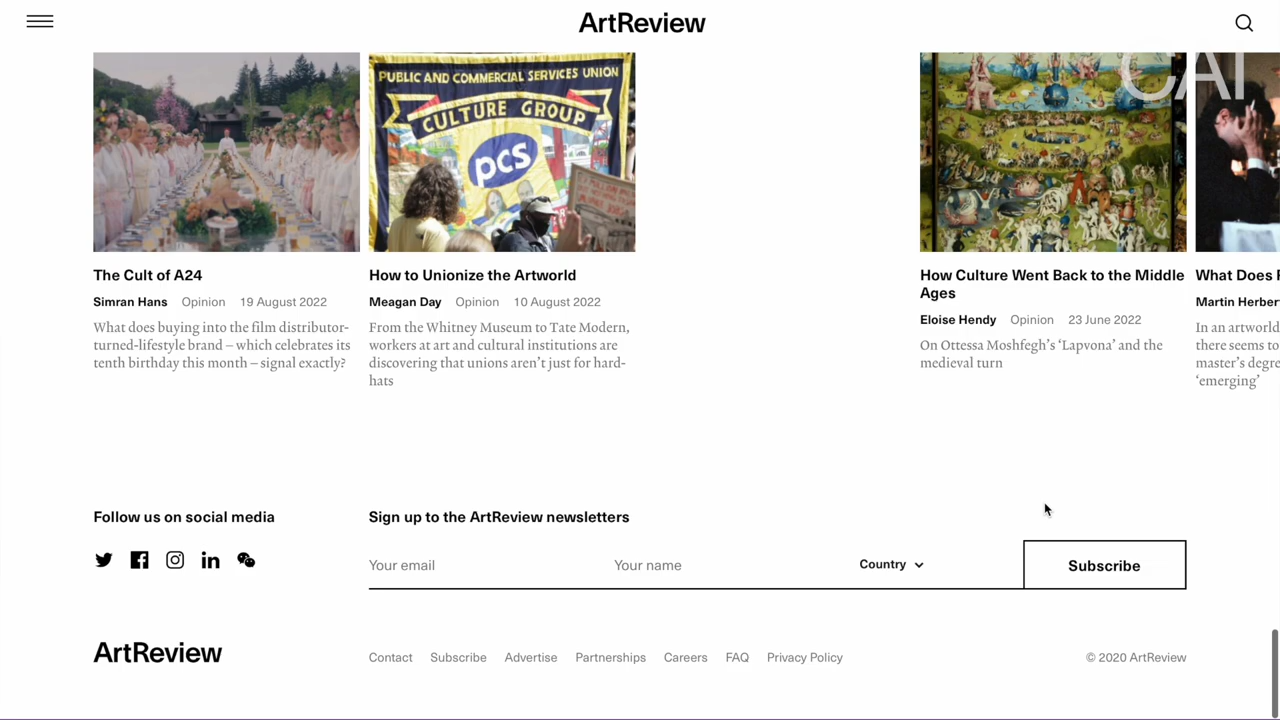 ArtReview
CAI
PUBLIC AND COMMERCIAL SERVICES UNION
CULTURE GROUP
pcs
The Cult of A24
Simran Hans Opinion 19 August 2022
What does buying into the film distributor-
turned-lifestyle brand – which celebrates its
tenth birthday this month – signal exactly?
How to Unionize the Artworld
Meagan Day Opinion 10 August 2022
From the Whitney Museum to Tate Modern,
workers at art and cultural institutions are
discovering that unions aren’t just for hard-
hats
How Culture Went Back to the Middle
Ages
Eloise Hendy Opinion 23 June 2022
On Ottessa Moshfegh’s ‘Lapvona’ and the
medieval turn
What Does
Martin Herber
In an artworld
there seems to
master’s degre
‘emerging’
Follow us on social media
Sign up to the ArtReview newsletters
Your email Your name Country Subscribe
ArtReview
Contact Subscribe Advertise Partnerships Careers FAQ Privacy Policy © 2020 ArtReview